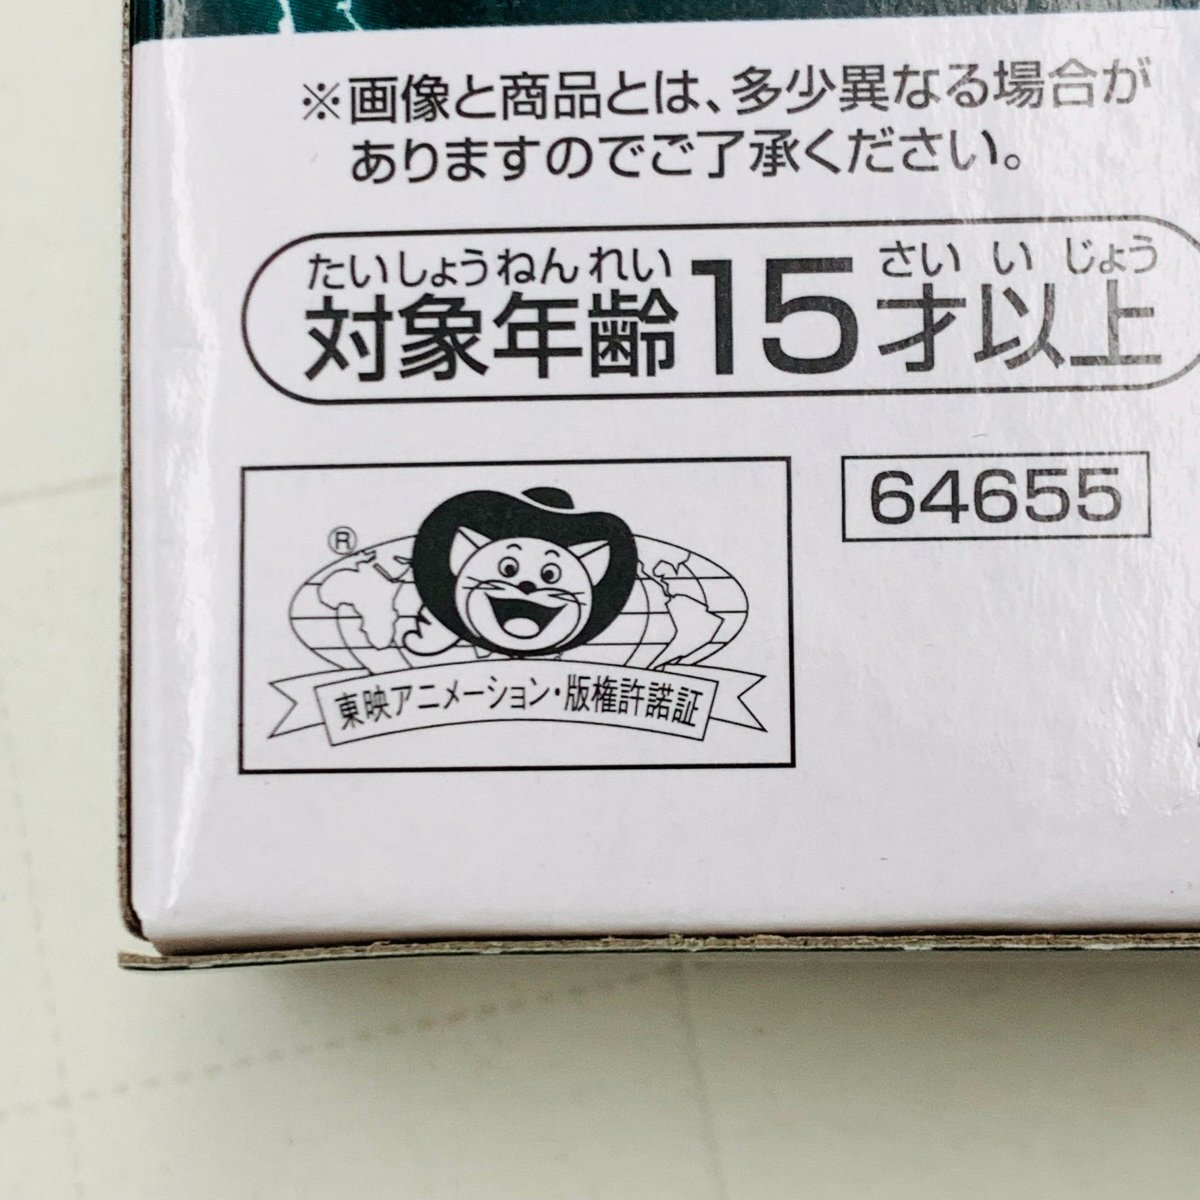 ※画像と商品とは、多少異なる場合が
ありますのでご了承ください。
たいしょうねんれい さい い じょう
対象年齢15才以上
64655
®
東映アニメーション・版権許諾証